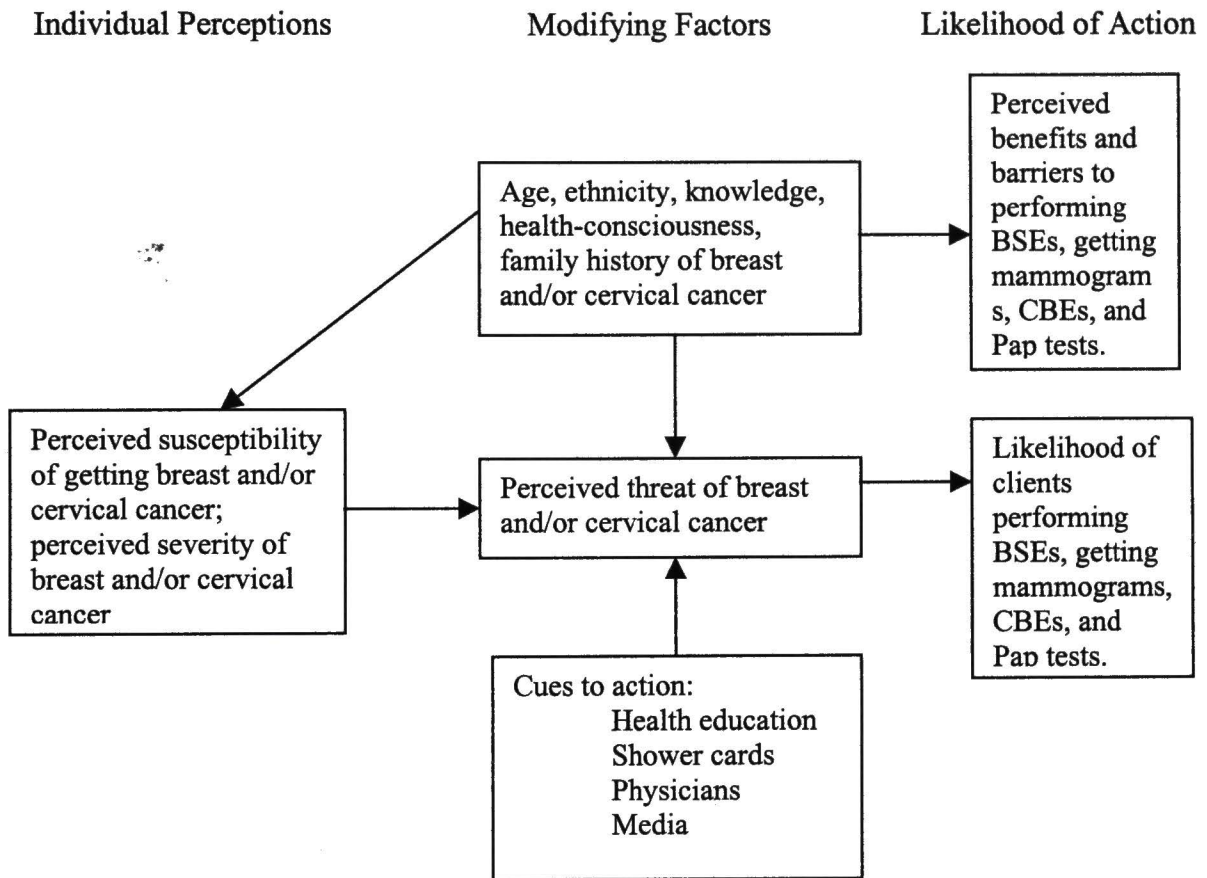 Individual Perceptions
Modifying Factors
Likelihood of Action
Age, ethnicity, knowledge,
health-consciousness,
family history of breast
and/or cervical cancer
Perceived
benefits and
barriers to
performing
BSEs, getting
mammogram
s, CBEs, and
Pap tests.
Perceived susceptibility
of getting breast and/or
cervical cancer;
perceived severity of
breast and/or cervical
cancer
Perceived threat of breast
and/or cervical cancer
Likelihood of
clients
performing
BSEs, getting
mammograms,
CBEs, and
Pap tests.
Cues to action:
Health education
Shower cards
Physicians
Media